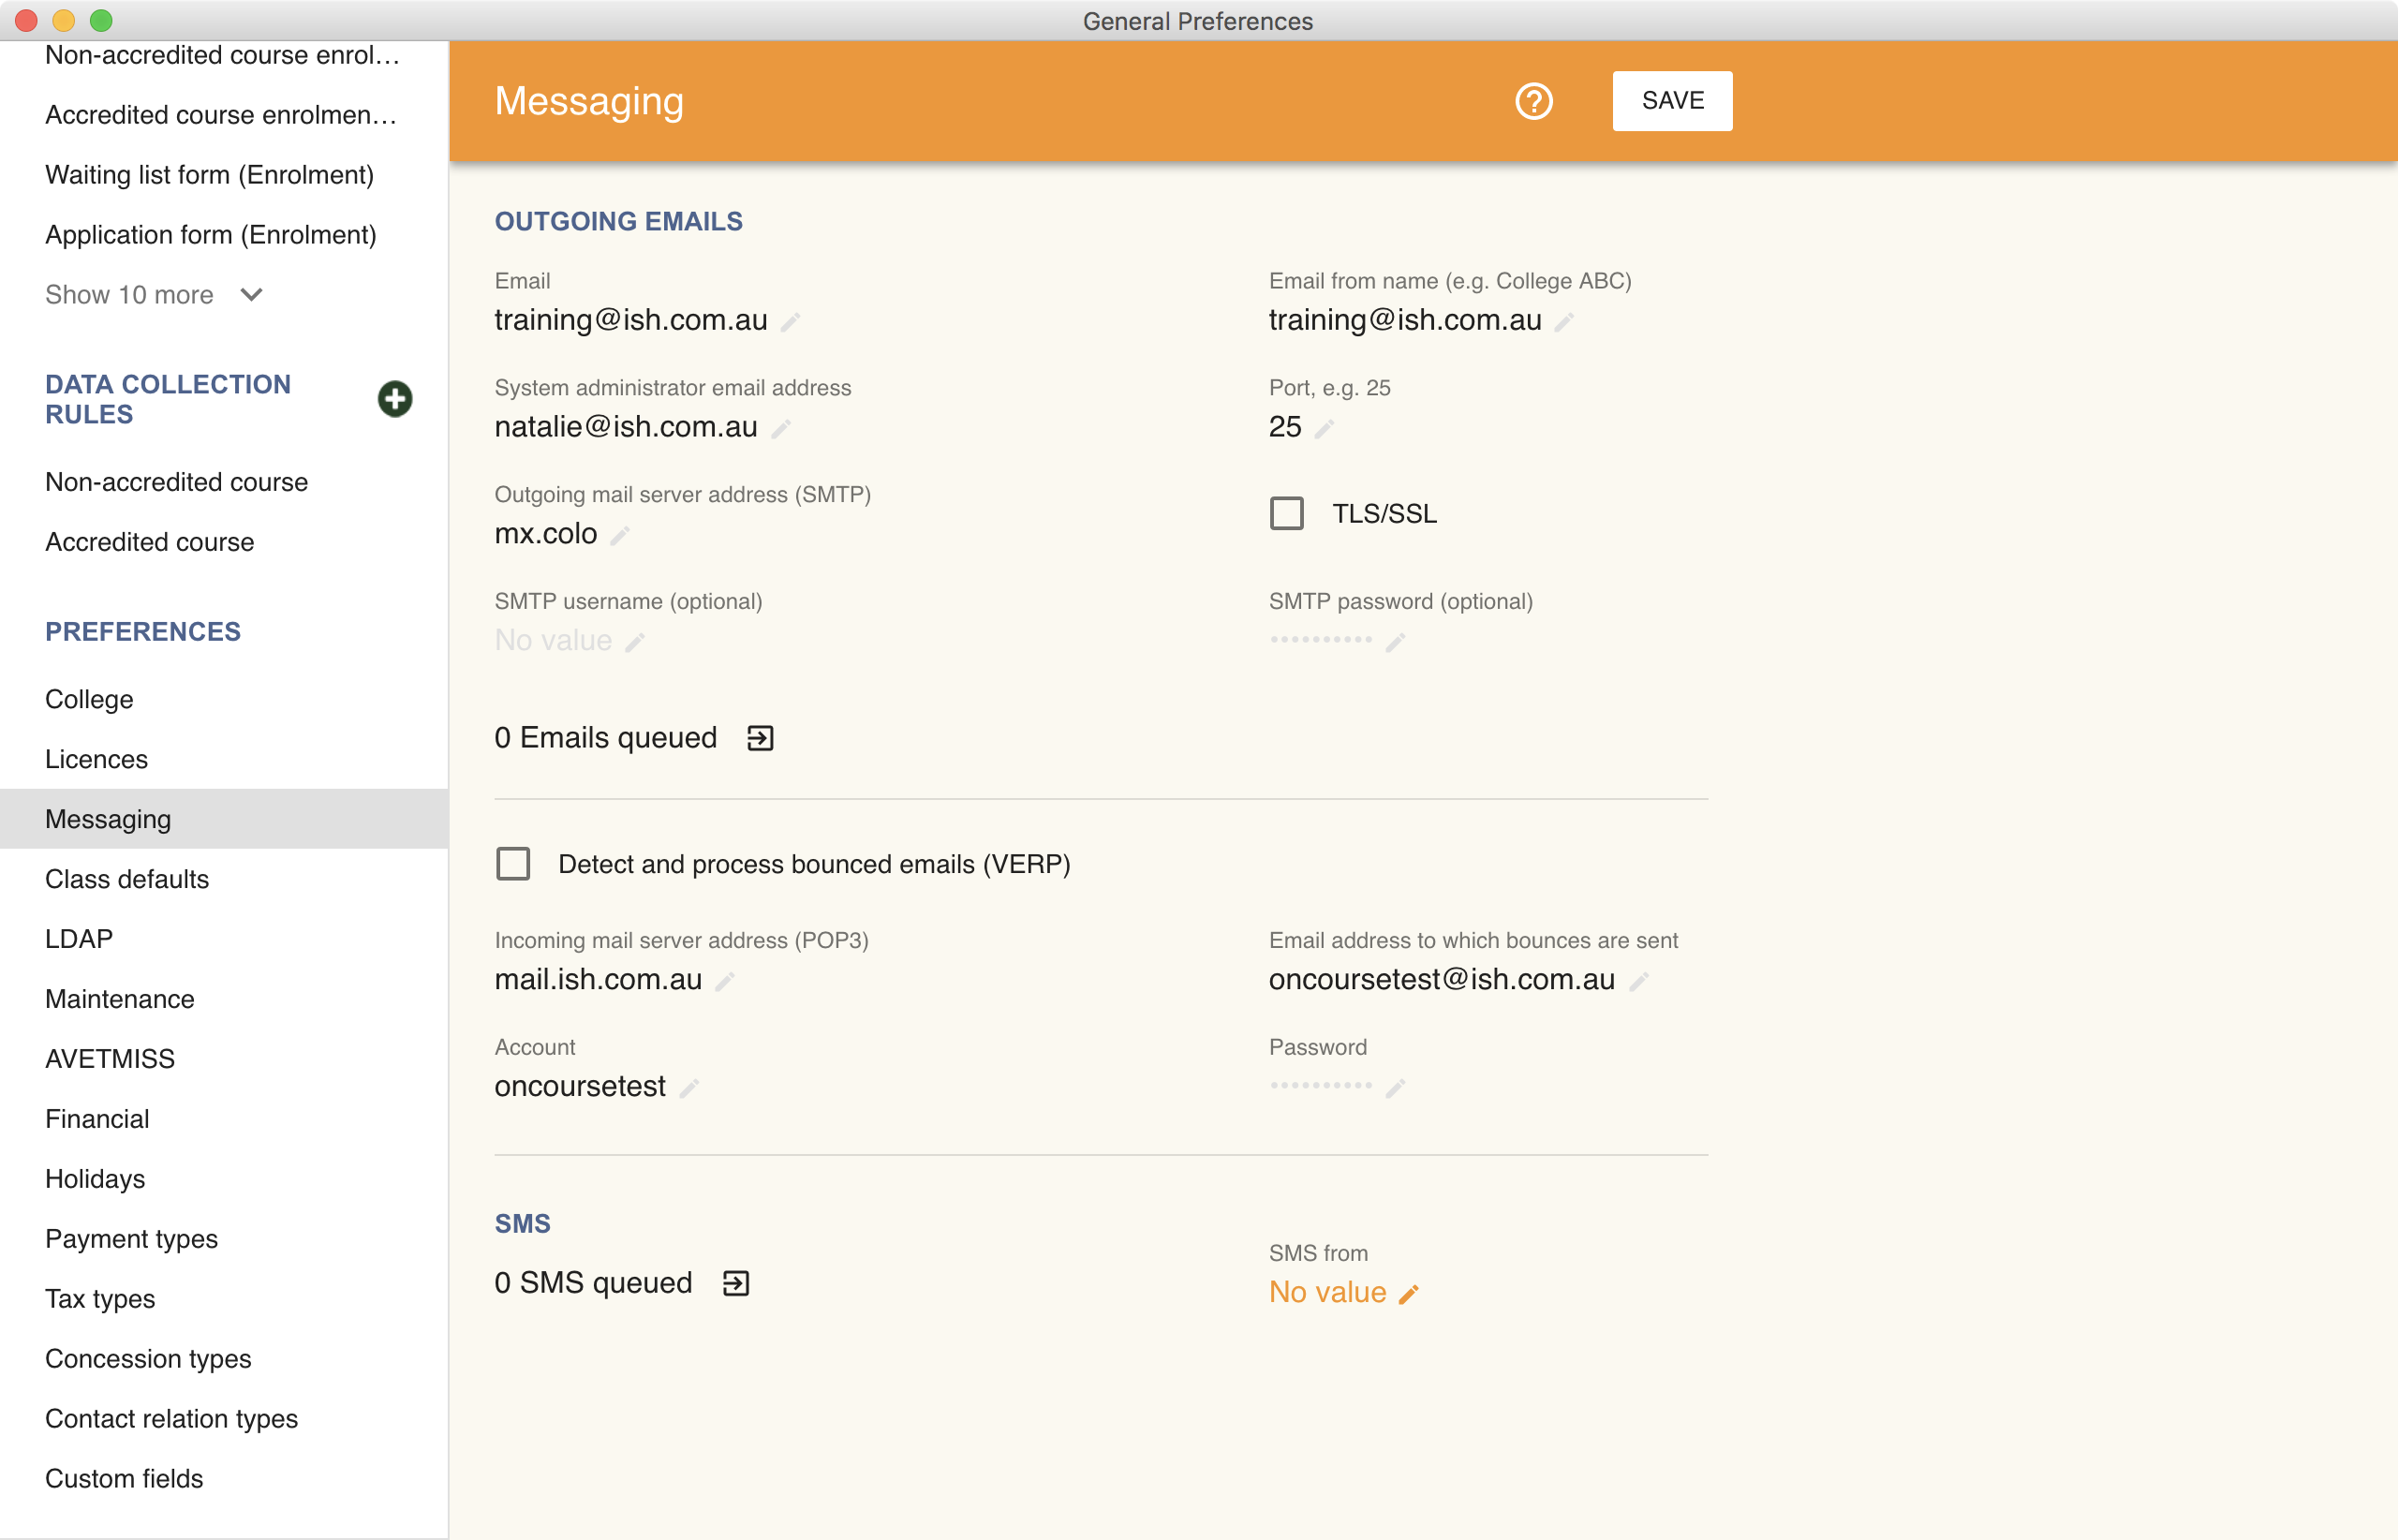 General Preferences
Non-accredited course enrol...
Accredited course enrolmen...
Waiting list form (Enrolment)
Application form (Enrolment)
Show 10 more
DATA COLLECTION
RULES
Non-accredited course
Accredited course
PREFERENCES
College
Licences
Messaging
Class defaults
LDAP
Maintenance
AVETMISS
Financial
Holidays
Payment types
Tax types
Concession types
Contact relation types
Custom fields
Messaging
SAVE
OUTGOING EMAILS
Email
training@ish.com.au
Email from name (e.g. College ABC)
training@ish.com.au
System administrator email address
natalie@ish.com.au
Port, e.g. 25
25
Outgoing mail server address (SMTP)
mx.colo
TLS/SSL
SMTP username (optional)
No value
SMTP password (optional)
••••••••••
0 Emails queued
Detect and process bounced emails (VERP)
Incoming mail server address (POP3)
mail.ish.com.au
Email address to which bounces are sent
oncoursetest@ish.com.au
Account
oncoursetest
Password
••••••••••
SMS
0 SMS queued
SMS from
No value